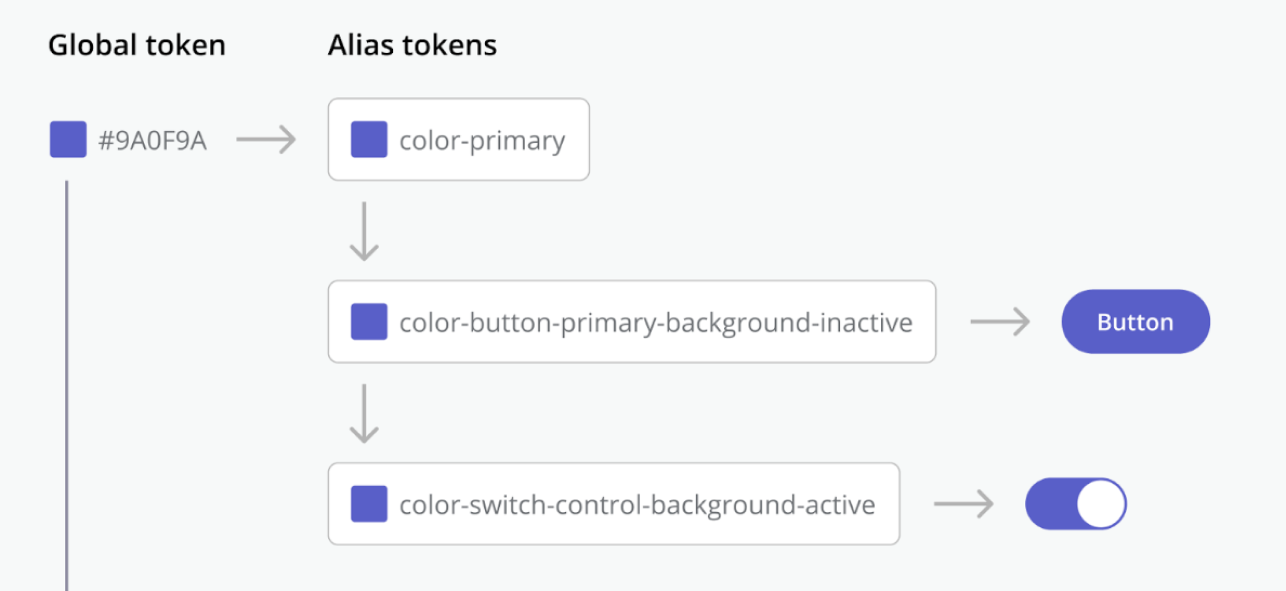 Global token
Alias tokens
#9A0F9A
color-primary
color-button-primary-background-inactive
Button
color-switch-control-background-active